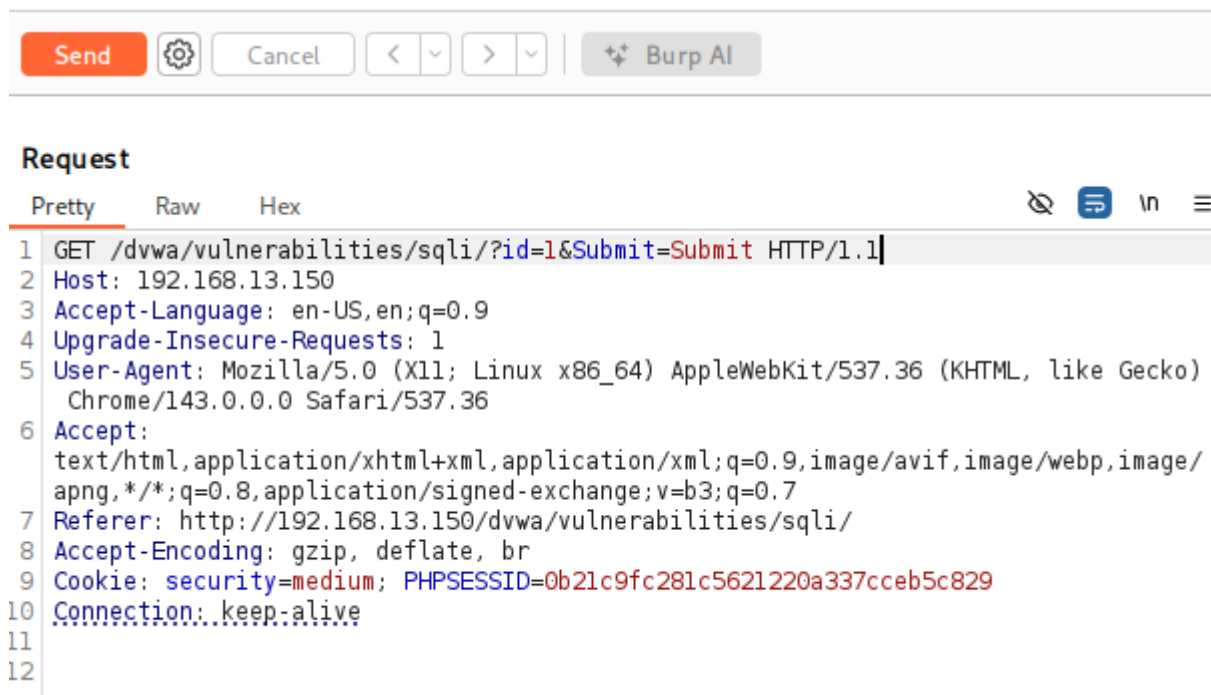 Send Cancel < > Burp AI
Request
Pretty Raw Hex \n
1 GET /dvwa/vulnerabilities/sqli/?id=1&Submit=Submit HTTP/1.1
2 Host: 192.168.13.150
3 Accept-Language: en-US,en;q=0.9
4 Upgrade-Insecure-Requests: 1
5 User-Agent: Mozilla/5.0 (X11; Linux x86_64) AppleWebKit/537.36 (KHTML, like Gecko)
Chrome/143.0.0.0 Safari/537.36
6 Accept:
text/html,application/xhtml+xml,application/xml;q=0.9,image/avif,image/webp,image/
apng,*/*;q=0.8,application/signed-exchange;v=b3;q=0.7
7 Referer: http://192.168.13.150/dvwa/vulnerabilities/sqli/
8 Accept-Encoding: gzip, deflate, br
9 Cookie: security=medium; PHPSESSID=0b21c9fc281c5621220a337cceb5c829
10 Connection: keep-alive
11
12